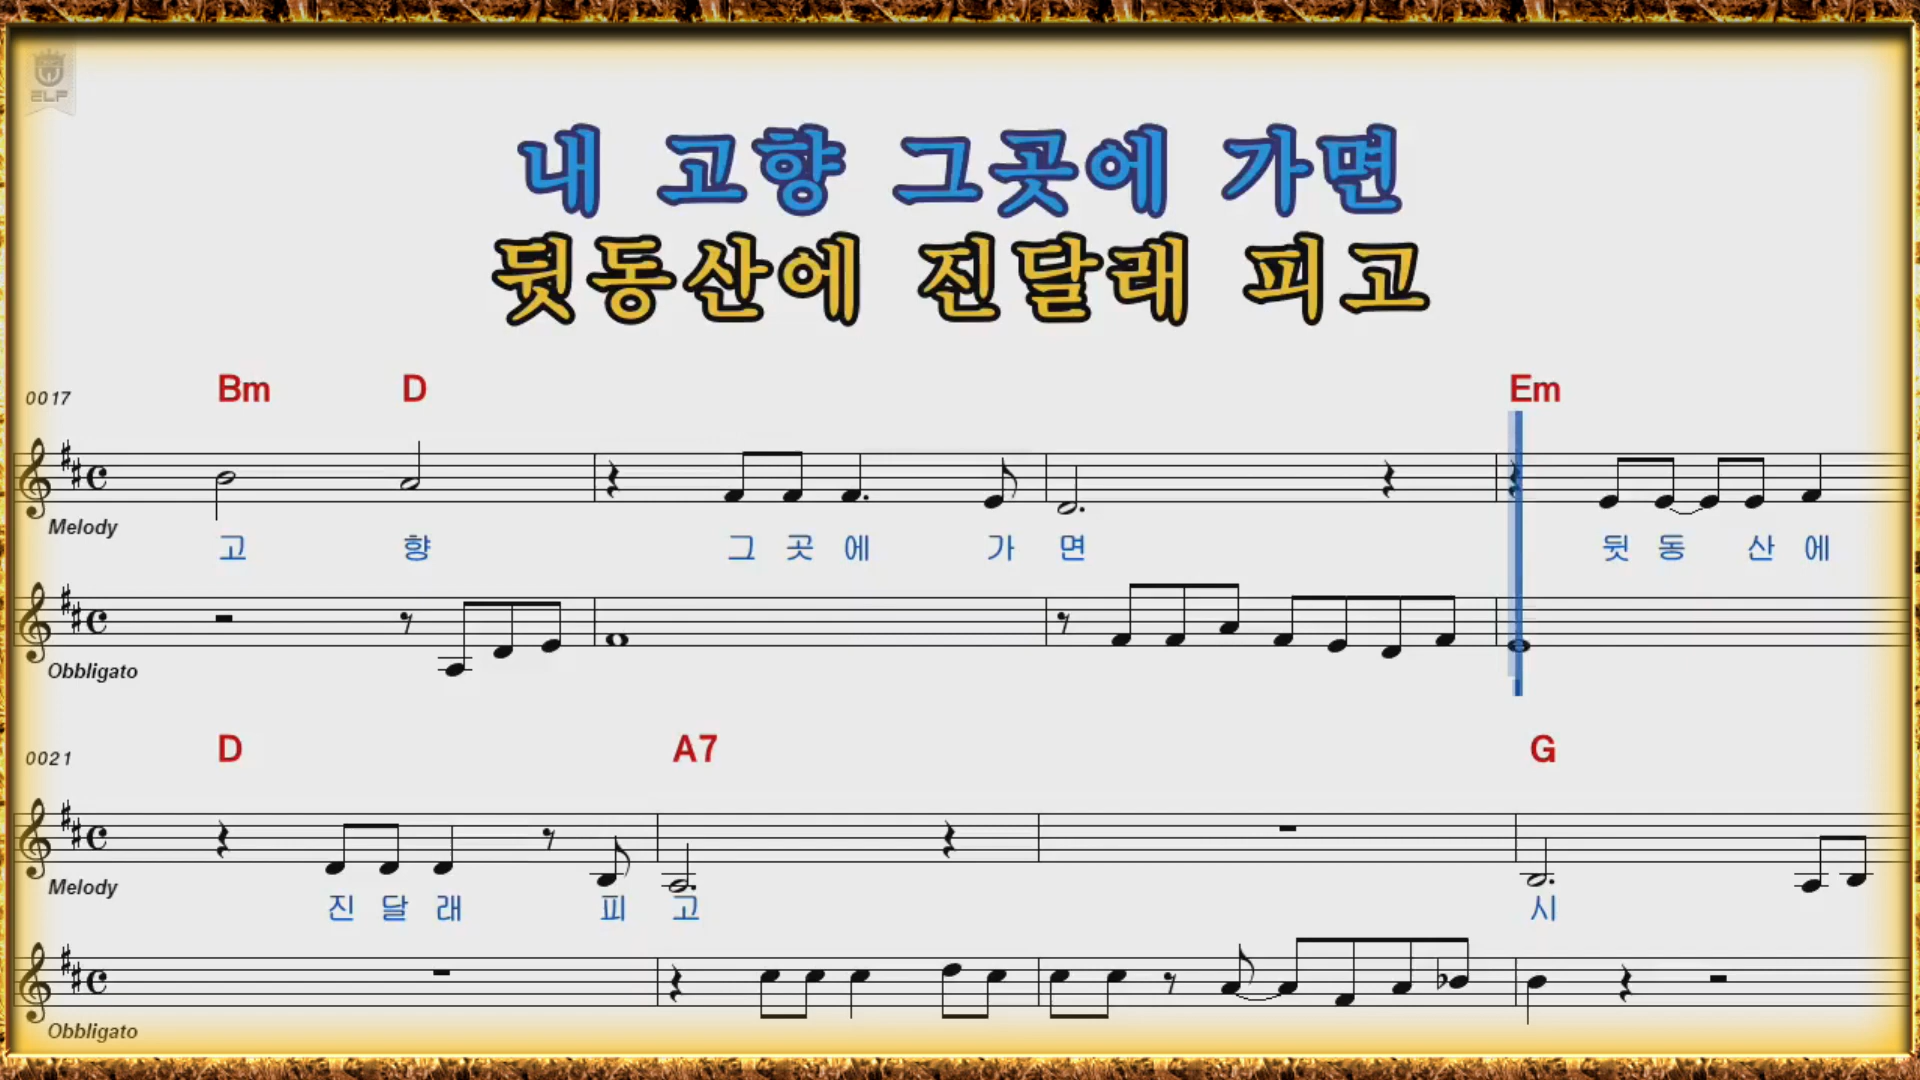 ELF
내 고향 그곳에 가면
뒷동산에 진달래 피고
0017 Bm D Em
Melody
고 향 그 곳 에 가 면 뒷 동 산 에
Obbligato
0021 D A7 G
Melody
진 달 래 피 고 시
Obbligato